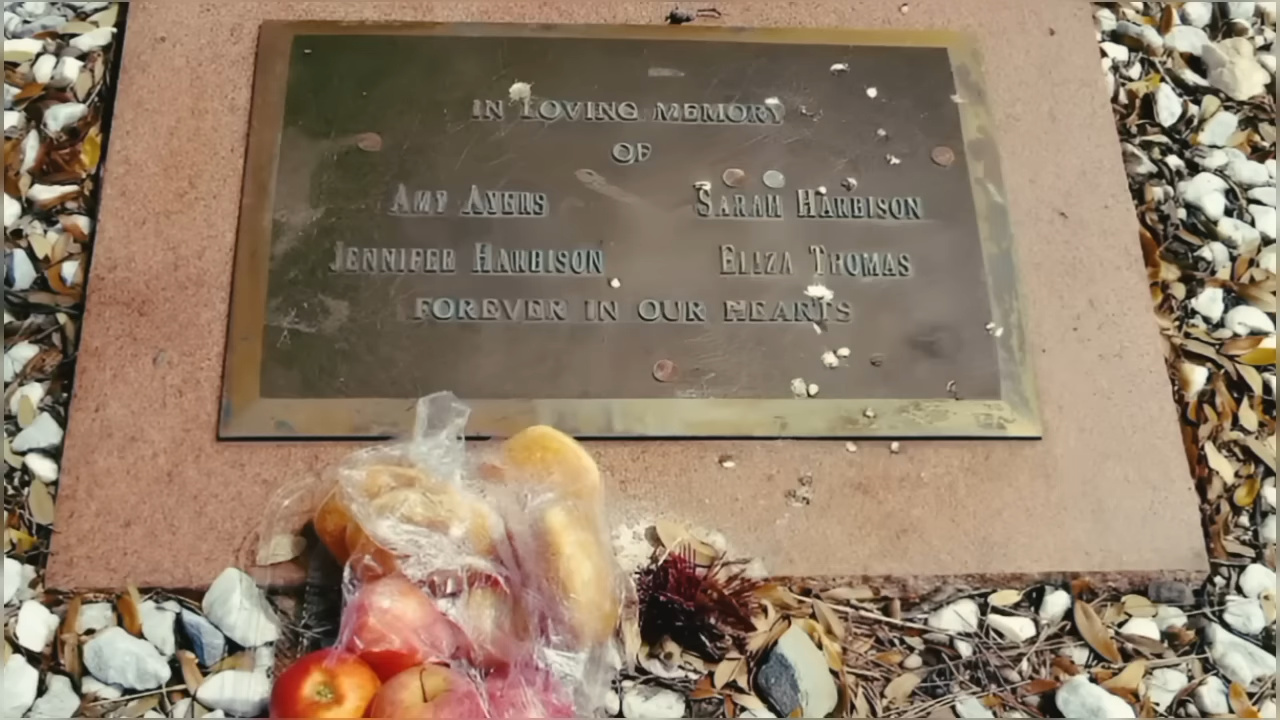 IN LOVING MEMORY
OF
AMY AYERS SARAH HARBISON
JENNIFER HARBISON ELIZA THOMAS
FOREVER IN OUR HEARTS